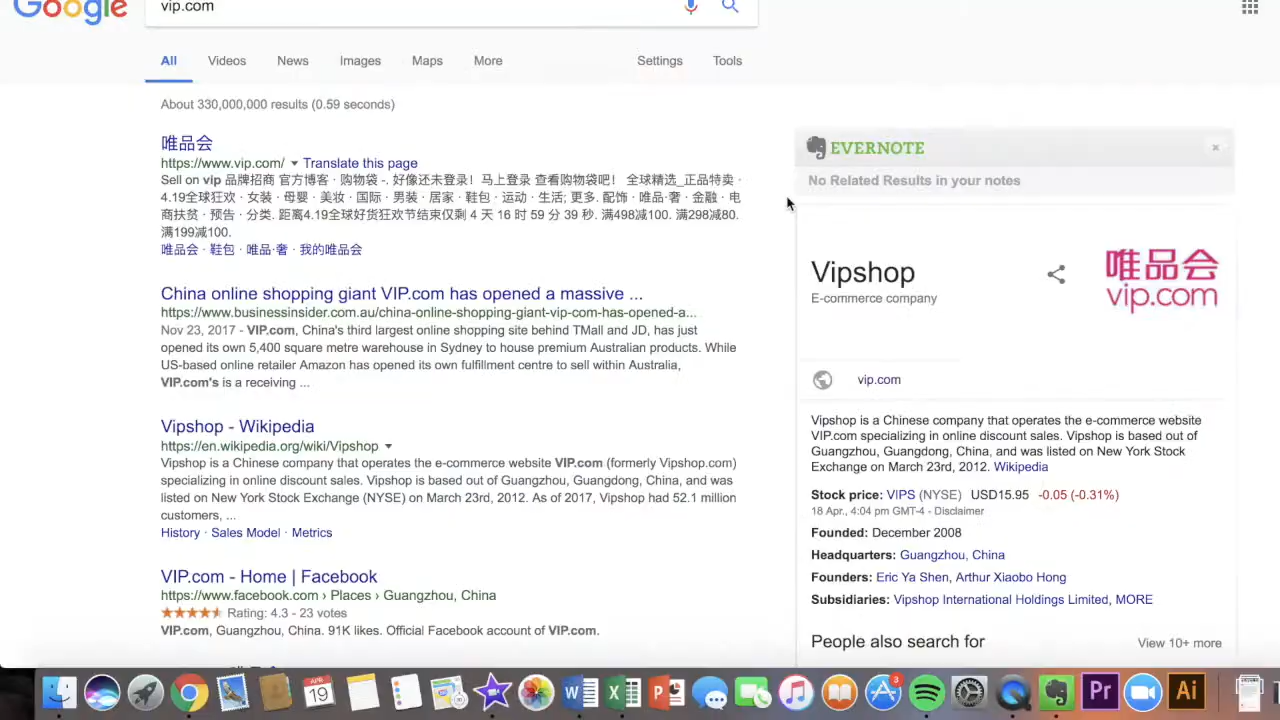 Google
vip.com
All
Videos
News
Images
Maps
More
Settings
Tools
About 330,000,000 results (0.59 seconds)
唯品会
https://www.vip.com/
Translate this page
Sell on vip 品牌招商 官方博客 · 购物袋 -. 好像还未登录！马上登录 查看购物袋吧！ 全球精选_正品特卖 ·
4.19全球狂欢 · 女装 · 母婴 · 美妆 · 国际 · 男装 · 居家 · 鞋包 · 运动 · 生活; 更多. 配饰 · 唯品·奢 · 金融 · 电
商扶贫 · 预告 · 分类. 距离4.19全球好货狂欢节结束仅剩 4 天 16 时 59 分 39 秒. 满498减100. 满298减80.
满199减100.
唯品会 · 鞋包 · 唯品·奢 · 我的唯品会
China online shopping giant VIP.com has opened a massive ...
https://www.businessinsider.com.au/china-online-shopping-giant-vip-com-has-opened-a...
Nov 23, 2017 - VIP.com, China's third largest online shopping site behind TMall and JD, has just
opened its own 5,400 square metre warehouse in Sydney to house premium Australian products. While
US-based online retailer Amazon has opened its own fulfillment centre to sell within Australia,
VIP.com's is a receiving ...
Vipshop - Wikipedia
https://en.wikipedia.org/wiki/Vipshop
Vipshop is a Chinese company that operates the e-commerce website VIP.com (formerly Vipshop.com)
specializing in online discount sales. Vipshop is based out of Guangzhou, Guangdong, China, and was
listed on New York Stock Exchange (NYSE) on March 23rd, 2012. As of 2017, Vipshop had 52.1 million
customers, ...
History · Sales Model · Metrics
VIP.com - Home | Facebook
https://www.facebook.com › Places › Guangzhou, China
Rating: 4.3 - 23 votes
VIP.com, Guangzhou, China. 91K likes. Official Facebook account of VIP.com.
EVERNOTE
×
No Related Results in your notes
Vipshop
E-commerce company
唯品会
vip.com
vip.com
Vipshop is a Chinese company that operates the e-commerce website
VIP.com specializing in online discount sales. Vipshop is based out of
Guangzhou, Guangdong, China, and was listed on New York Stock
Exchange on March 23rd, 2012. Wikipedia
Stock price: VIPS (NYSE) USD15.95 -0.05 (-0.31%)
18 Apr., 4:04 pm GMT-4 - Disclaimer
Founded: December 2008
Headquarters: Guangzhou, China
Founders: Eric Ya Shen, Arthur Xiaobo Hong
Subsidiaries: Vipshop International Holdings Limited, MORE
People also search for
View 10+ more
APR
19
W
X
P
3
Pr
Ai